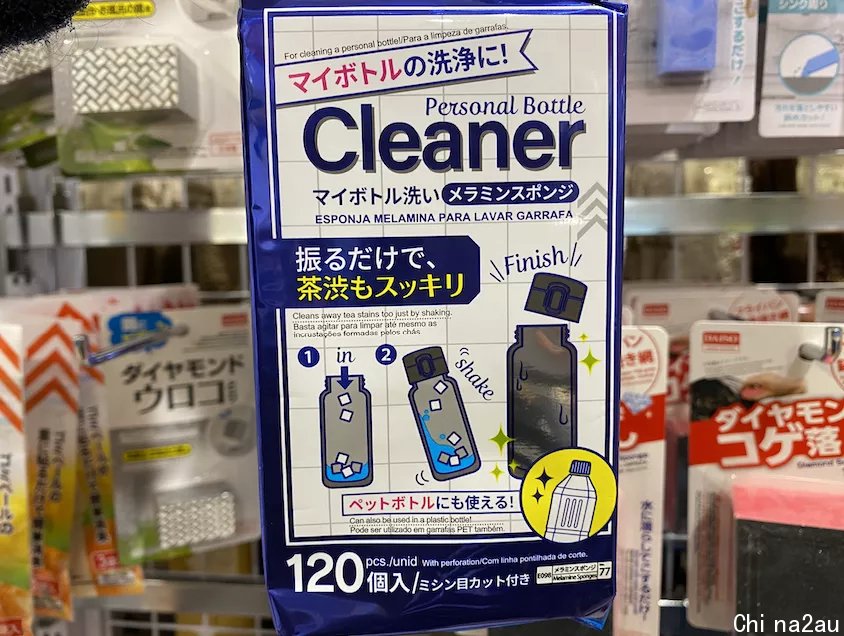 For cleaning a personal bottle!/Para a limpeza de garrafas.
マイボトルの洗浄に!
Personal Bottle
Cleaner
マイボトル洗い メラミンスポンジ
ESPONJA MELAMINA PARA LAVAR GARRAFA
振るだけで、
茶渋もスッキリ
Cleans away tea stains too just by shaking.
Basta agitar para limpar até mesmo as
incrustações formadas pelos chás
Finish
1 in 2
shake
ペットボトルにも使える!
Can also be used in a plastic bottle!
Pode ser utilizado em garrafas PET também.
120 pcs./unid
個入/ミシン目カット付き
With perforation/Com linha pontilhada de corte.
E098 メラミンスポンジ
Melamine Sponges
77
ダイヤモンド
ウロコ
DAISO
ダイヤモン
コゲ落
Chi na2au